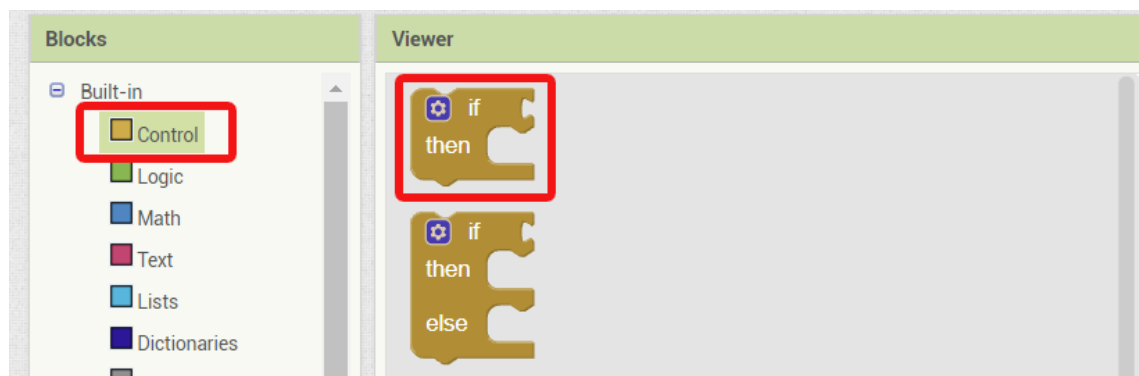 Blocks
Viewer
Built-in
Control
Logic
Math
Text
Lists
Dictionaries
if
then
if
then
else